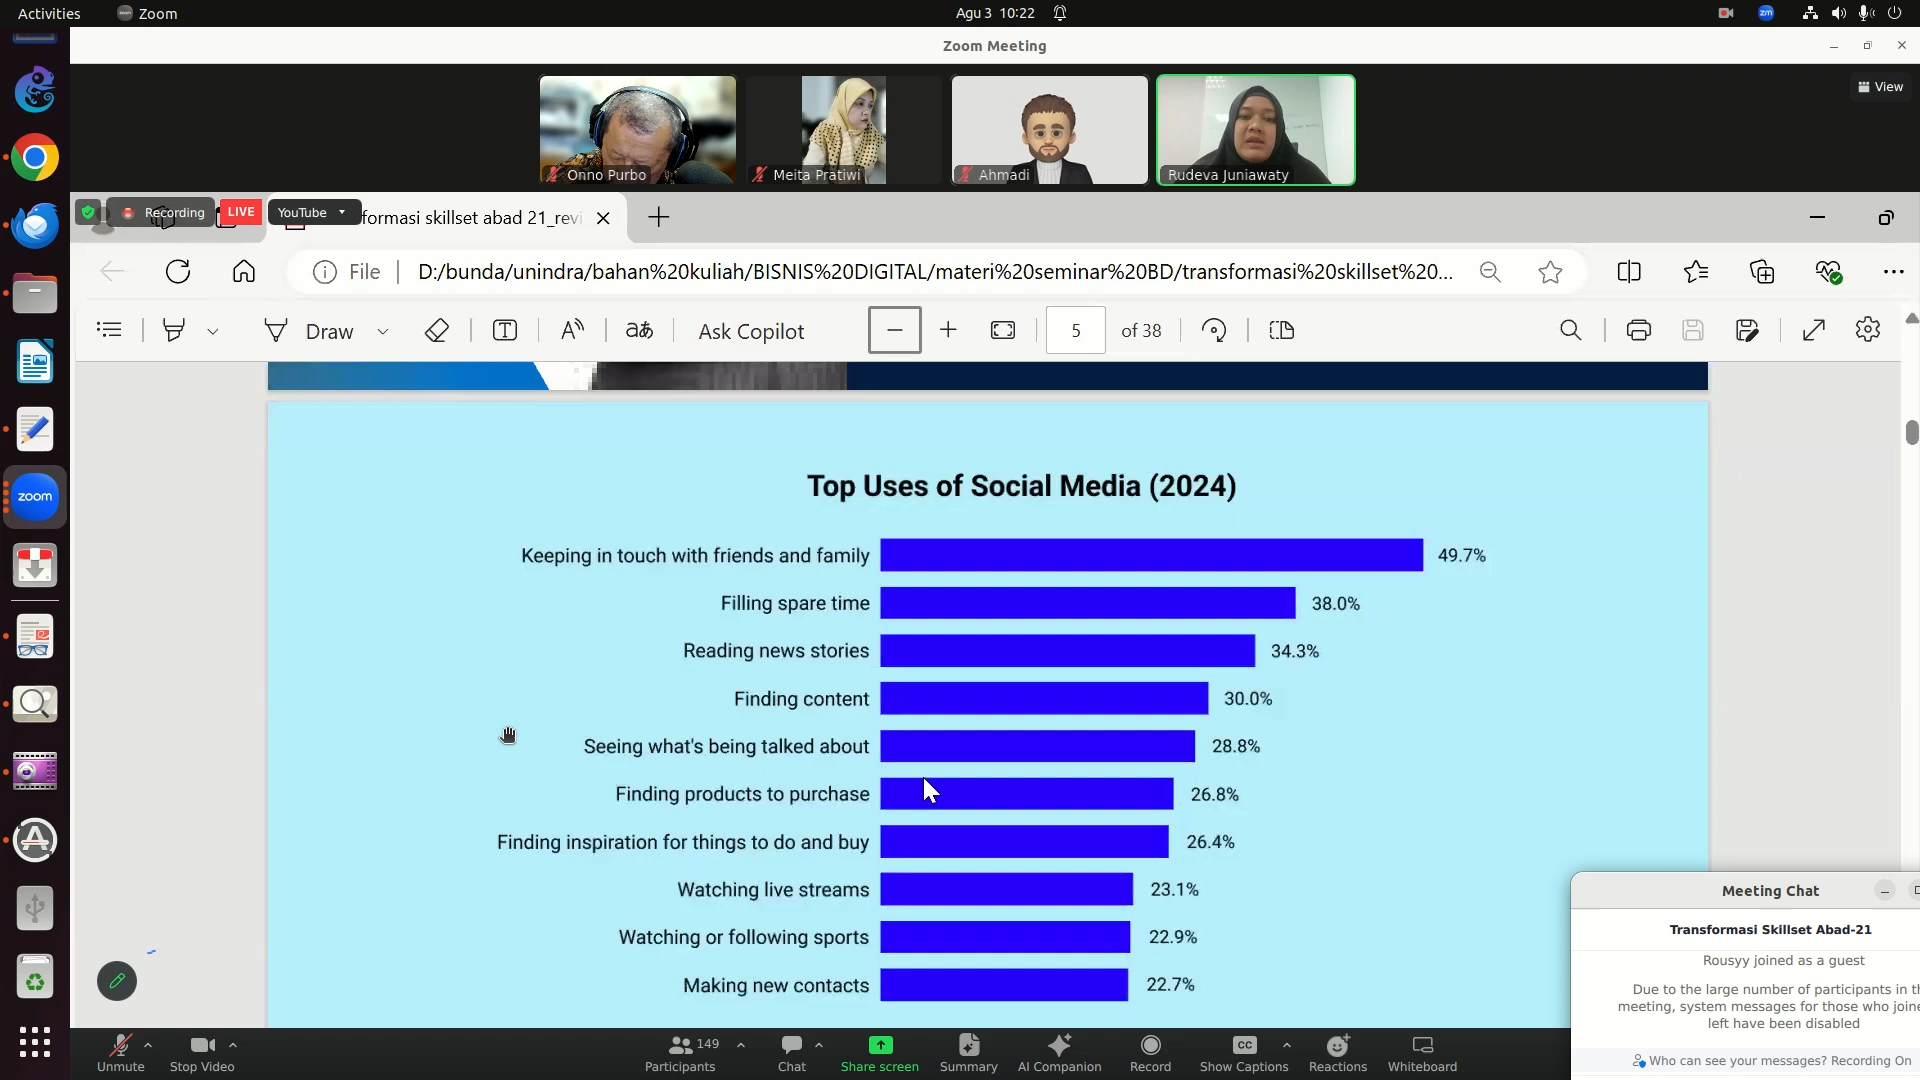 Activities
Zoom
Agu 3 10:22
zm
Zoom Meeting
View
Onno Purbo
Meita Pratiwi
Ahmadi
Rudeva Juniawaty
Recording
LIVE
YouTube
formasi skillset abad 21_revi
File
D:/bunda/unindra/bahan%20kuliah/BISNIS%20DIGITAL/materi%20seminar%20BD/transformasi%20skillset%20...
Draw
Ask Copilot
5
of 38
zoom
Top Uses of Social Media (2024)
Keeping in touch with friends and family 49.7%
Filling spare time 38.0%
Reading news stories 34.3%
Finding content 30.0%
Seeing what's being talked about 28.8%
Finding products to purchase 26.8%
Finding inspiration for things to do and buy 26.4%
Watching live streams 23.1%
Watching or following sports 22.9%
Making new contacts 22.7%
Meeting Chat
Transformasi Skillset Abad-21
Rousyy joined as a guest
Due to the large number of participants in th
meeting, system messages for those who joine
left have been disabled
Who can see your messages? Recording On
Unmute
Stop Video
149
Participants
Chat
Share screen
Summary
AI Companion
Record
CC
Show Captions
Reactions
Whiteboard